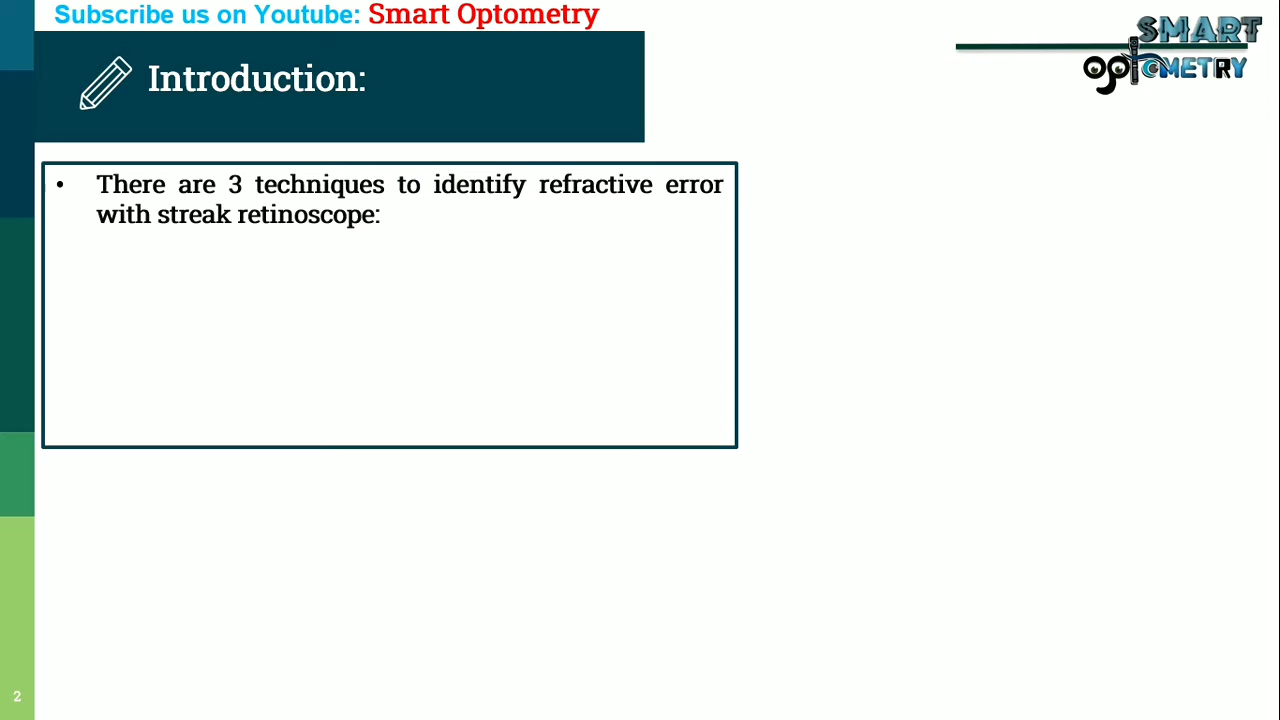 Subscribe us on Youtube: Smart Optometry
SMART
OptOMETRY
Introduction:
• There are 3 techniques to identify refractive error
with streak retinoscope:
2